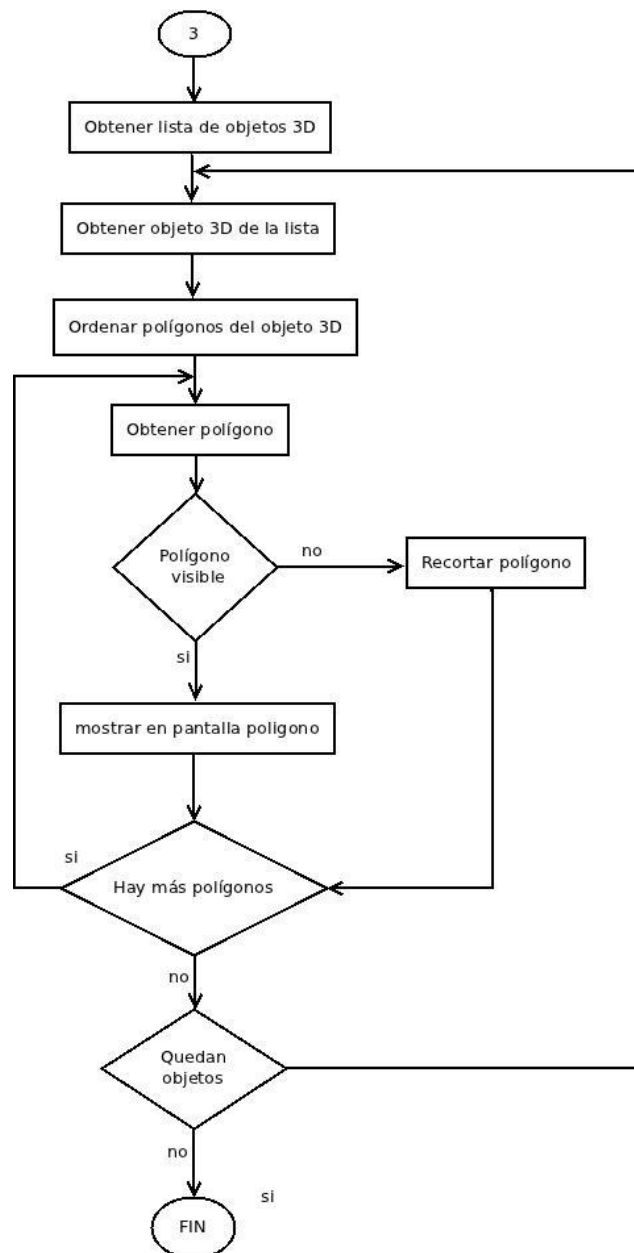 3
Obtener lista de objetos 3D
Obtener objeto 3D de la lista
Ordenar polígonos del objeto 3D
Obtener polígono
Polígono
visible
no
Recortar polígono
si
mostrar en pantalla poligono
si
Hay más polígonos
no
Quedan
objetos
no
si
FIN